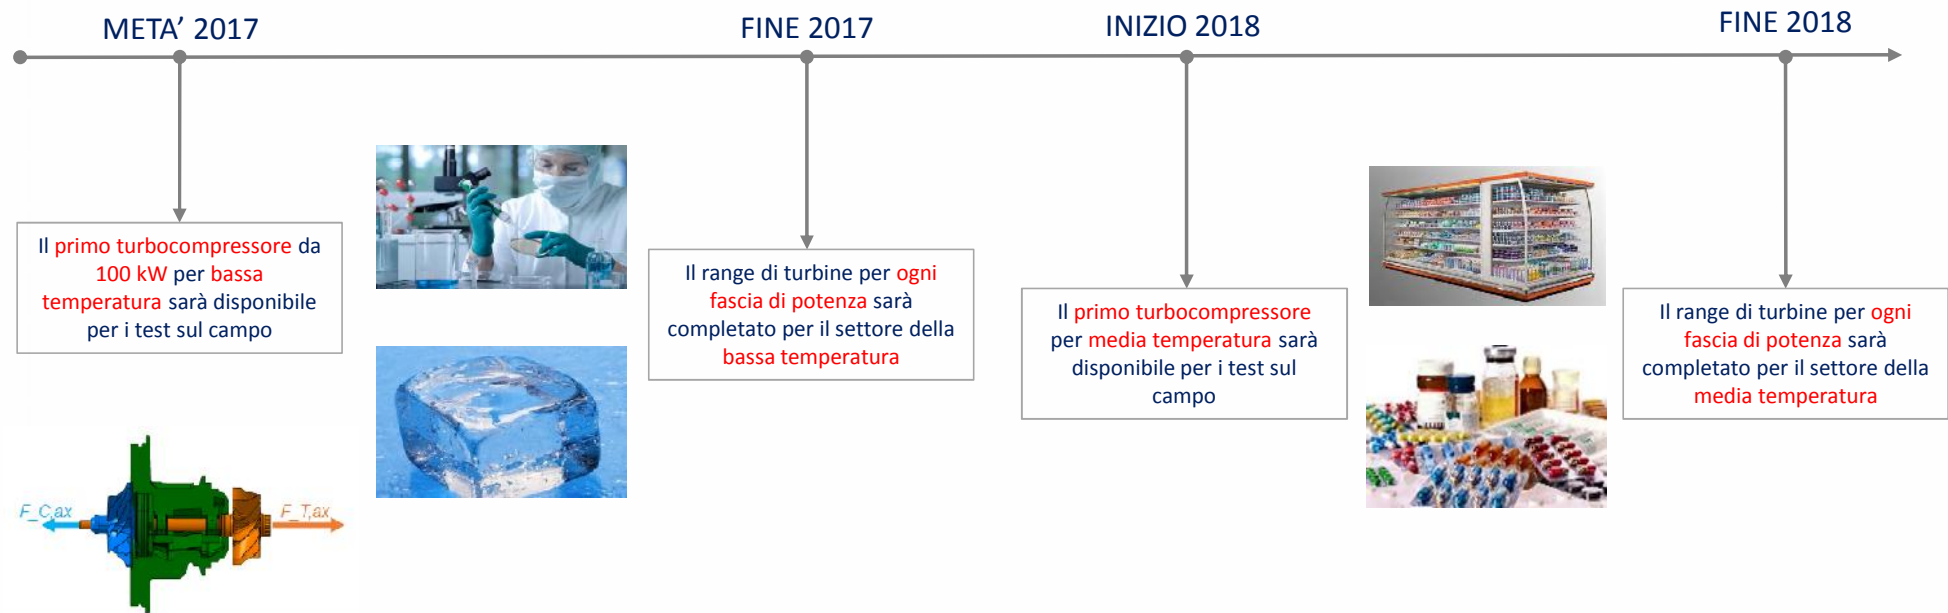 META’ 2017
FINE 2017
INIZIO 2018
FINE 2018
Il primo turbocompressore da
100 kW per bassa
temperatura sarà disponibile
per i test sul campo
Il range di turbine per ogni
fascia di potenza sarà
completato per il settore della
bassa temperatura
Il primo turbocompressore
per media temperatura sarà
disponibile per i test sul
campo
Il range di turbine per ogni
fascia di potenza sarà
completato per il settore della
media temperatura
F_C,ax
F_T,ax